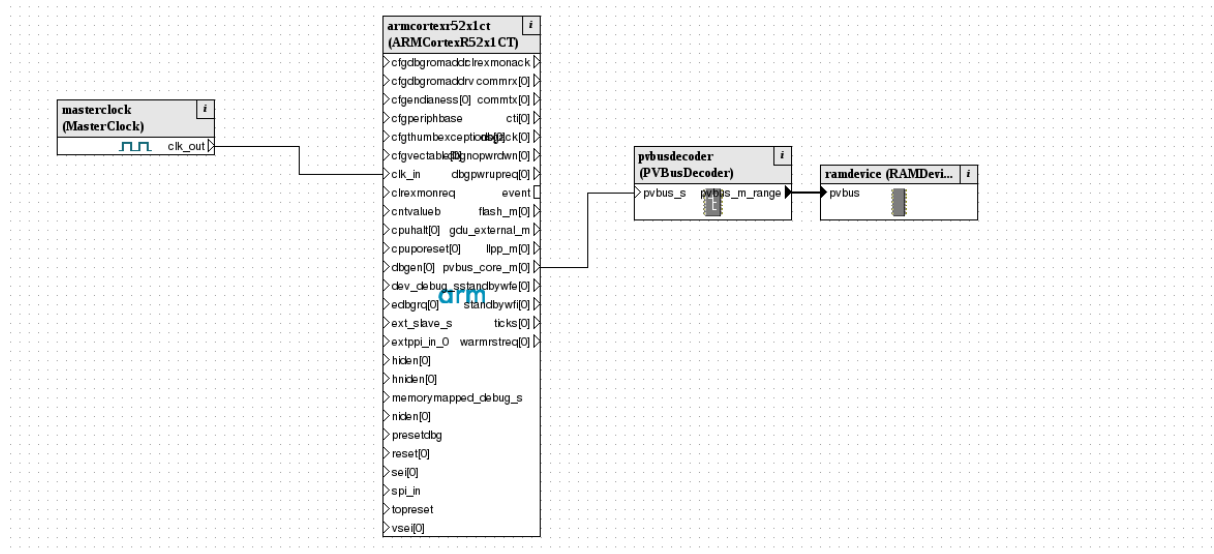 armcortexr52x1ct
i
(ARMCortexR52x1CT)
clrexmonack
commrx[0]
cfgendianess[0] commtx[0]
cfgperiphbase cti[0]
clk_in dbgpwrupreq[0]
clrexmonreq event
cntvalueb flash_m[0]
cpuhalt[0] gdu_external_m
cpuporeset[0] llpp_m[0]
dbgen[0] pvbus_core_m[0]
standbywfe[0]
arm
edbgrq[0] standbywfi[0]
ext_slave_s ticks[0]
extppi_in_0 warmrstreq[0]
hiden[0]
hniden[0]
memorymapped_debug_s
niden[0]
presetdbg
reset[0]
sei[0]
spi_in
topreset
vsei[0]
masterclock
i
(MasterClock)
clk_out
pvbusdecoder
i
(PVBusDecoder)
pvbus_s pvbus_m_range
ramdevice (RAMDevi...
i
pvbus